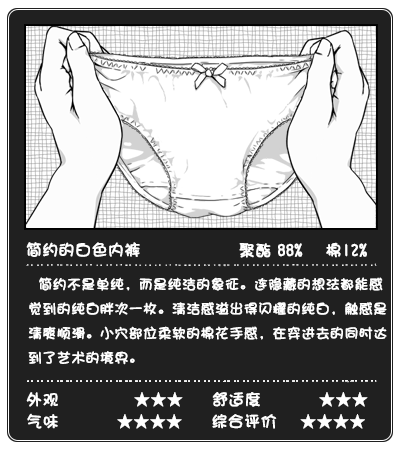 简约的白色内裤 聚酯 88% 棉12%
简约不是单纯，而是纯洁的象征。连隐藏的想法都能感
觉到的纯白胖次一枚。清洁感溢出得闪耀的纯白，触感是
清爽顺滑。小穴部位柔软的棉花手感，在穿进去的同时达
到了艺术的境界。
外观 ★★★ 舒适度 ★★★
气味 ★★★★ 综合评价 ★★★★